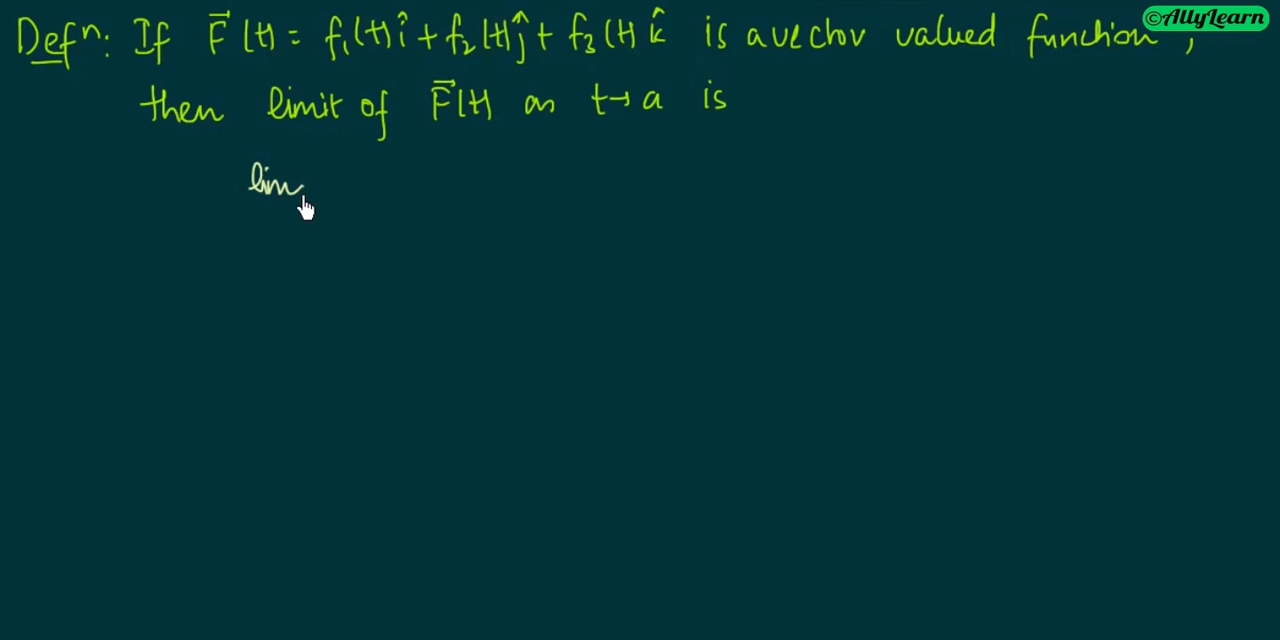 ©AllyLearn
Defⁿ: If F⃗(t) = f₁(t)î + f₂(t)ĵ + f₃(t)k̂ is a vector valued function,
then limit of F⃗(t) as t→a is
lim